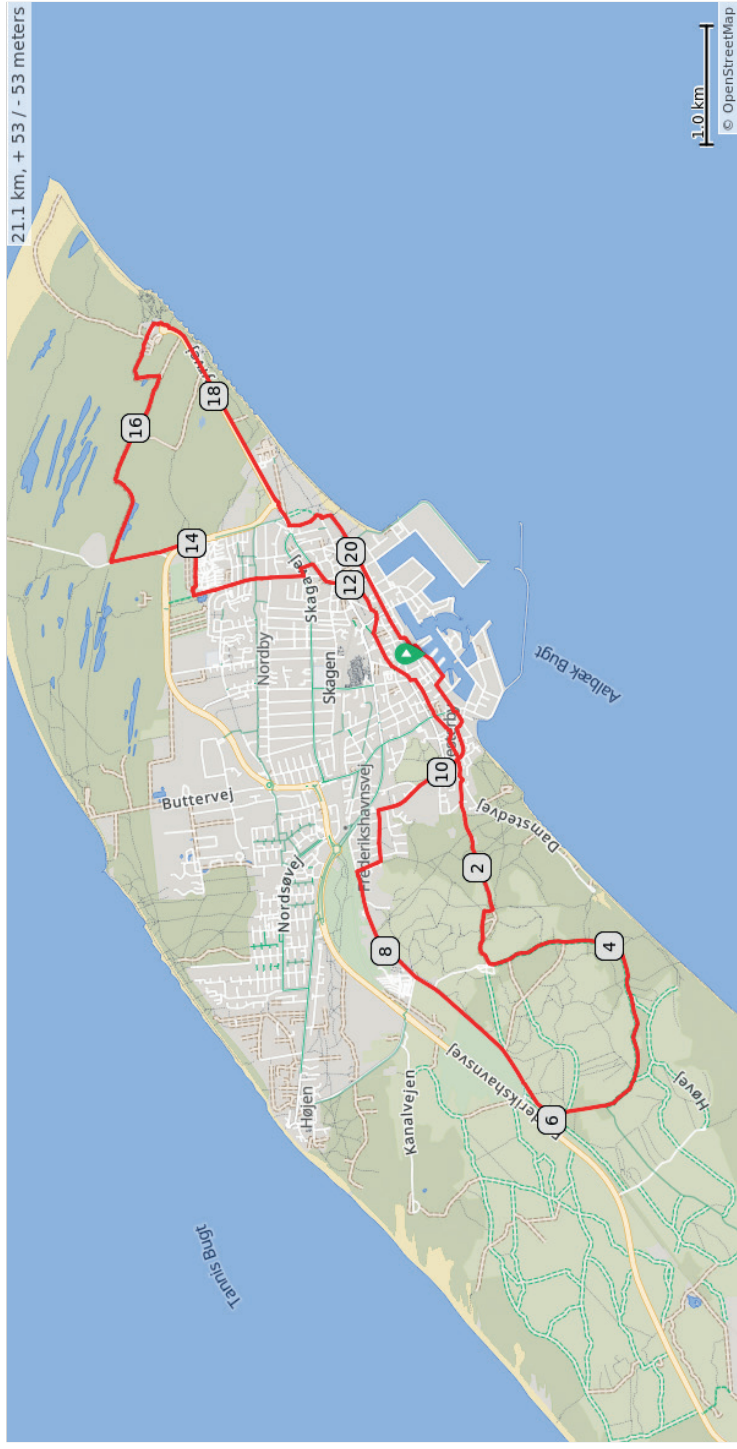 21.1 km, + 53 / - 53 meters
16
14
Buttervej
18
Tannis Bugt
Nordby
Nordsøvej
Højen
Skagavej
Skagen
12
20
Frederikshavnsvej
8
Kanalvejen
10
2
Damstedvej
6
Aalbæk Bugt
4
Høvej
1.0 km
© OpenStreetMap